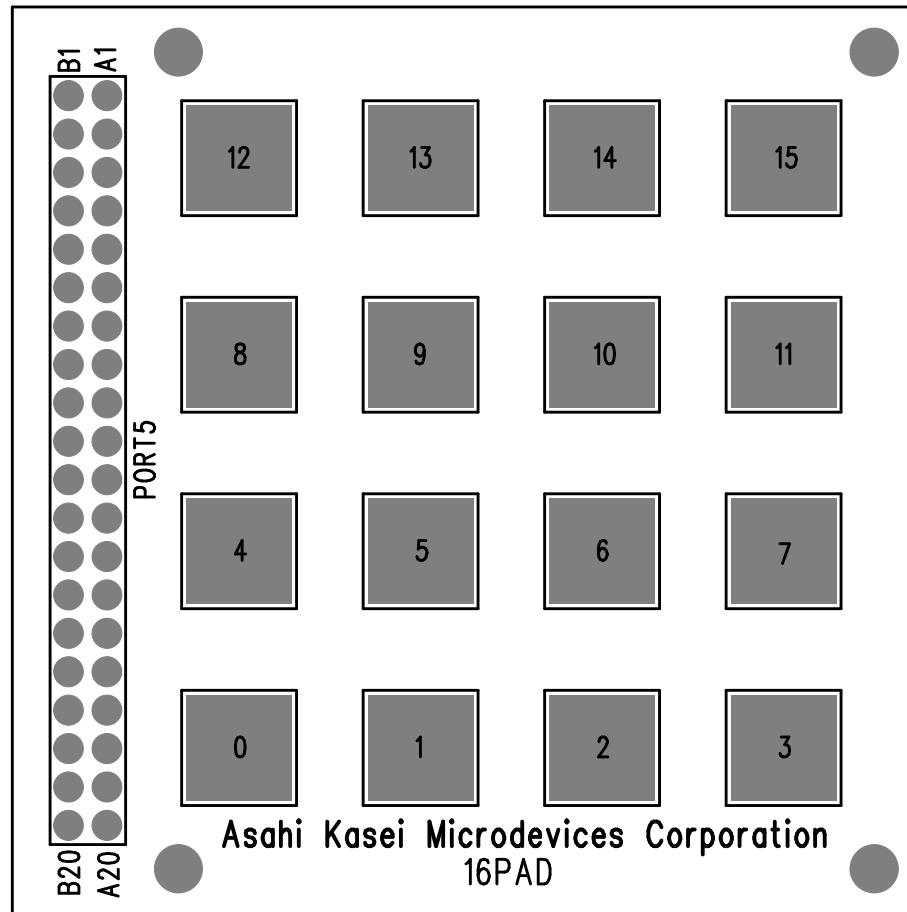 B1 A1
12 13 14 15
8 9 10 11
PORT5
4 5 6 7
0 1 2 3
Asahi Kasei Microdevices Corporation
16PAD
B20 A20